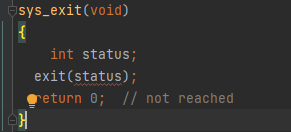 sys_exit(void)
{
int status;
exit(status);
return 0;  // not reached
}